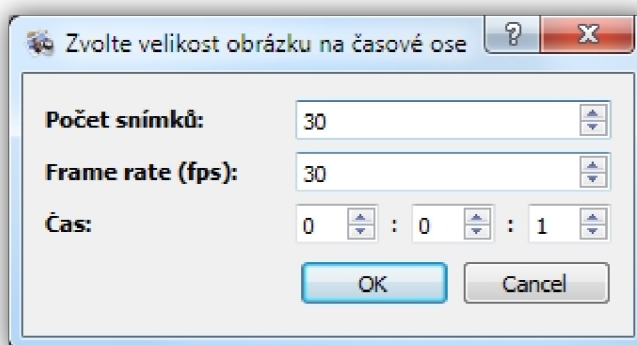 Zvolte velikost obrázku na časové ose
Počet snímků: 30
Frame rate (fps): 30
Čas: 0 : 0 : 1
OK Cancel